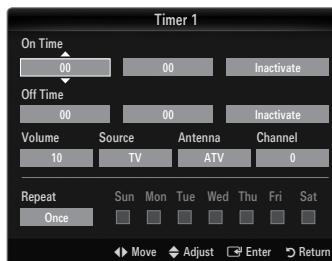 Timer 1
On Time
00 00 Inactivate
Off Time
00 00 Inactivate
Volume Source Antenna Channel
10 TV ATV 0
Repeat Sun Mon Tue Wed Thu Fri Sat
Once
Move Adjust Enter Return